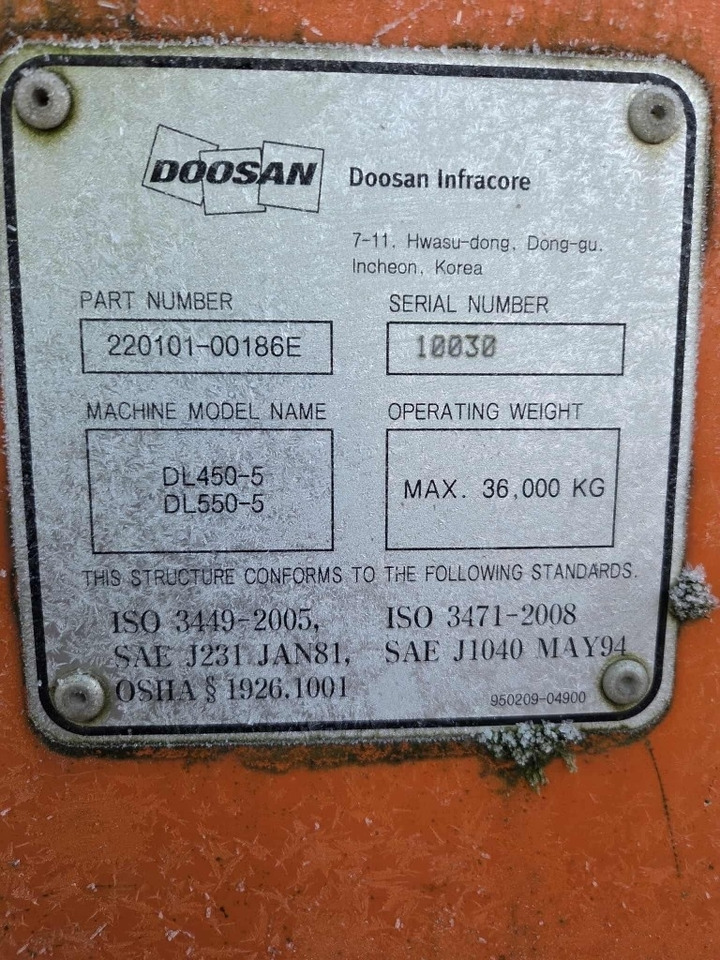 DOOSAN Doosan Infracore
7-11, Hwasu-dong, Dong-gu,
Incheon, Korea
PART NUMBER SERIAL NUMBER
220101-00186E 10030
MACHINE MODEL NAME OPERATING WEIGHT
DL450-5
DL550-5
MAX. 36,000 KG
THIS STRUCTURE CONFORMS TO THE FOLLOWING STANDARDS.
ISO 3449-2005, ISO 3471-2008
SAE J231 JAN81, SAE J1040 MAY94
OSHA § 1926.1001 950209-04900